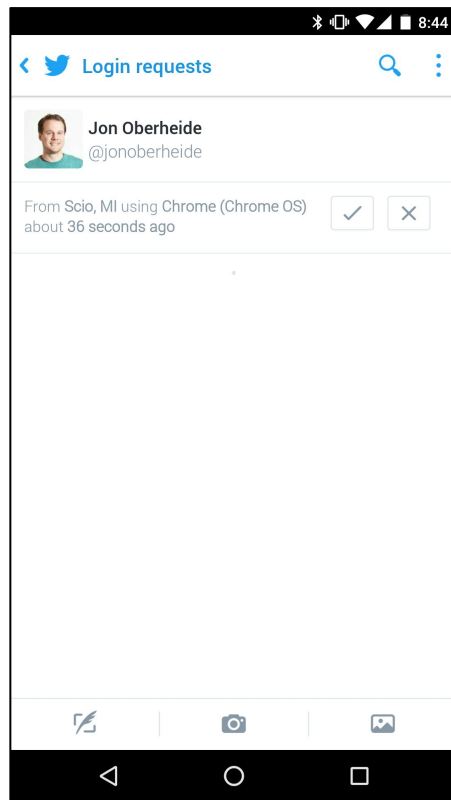 8:44
Login requests
Jon Oberheide
@jonoberheide
From Scio, MI using Chrome (Chrome OS)
about 36 seconds ago